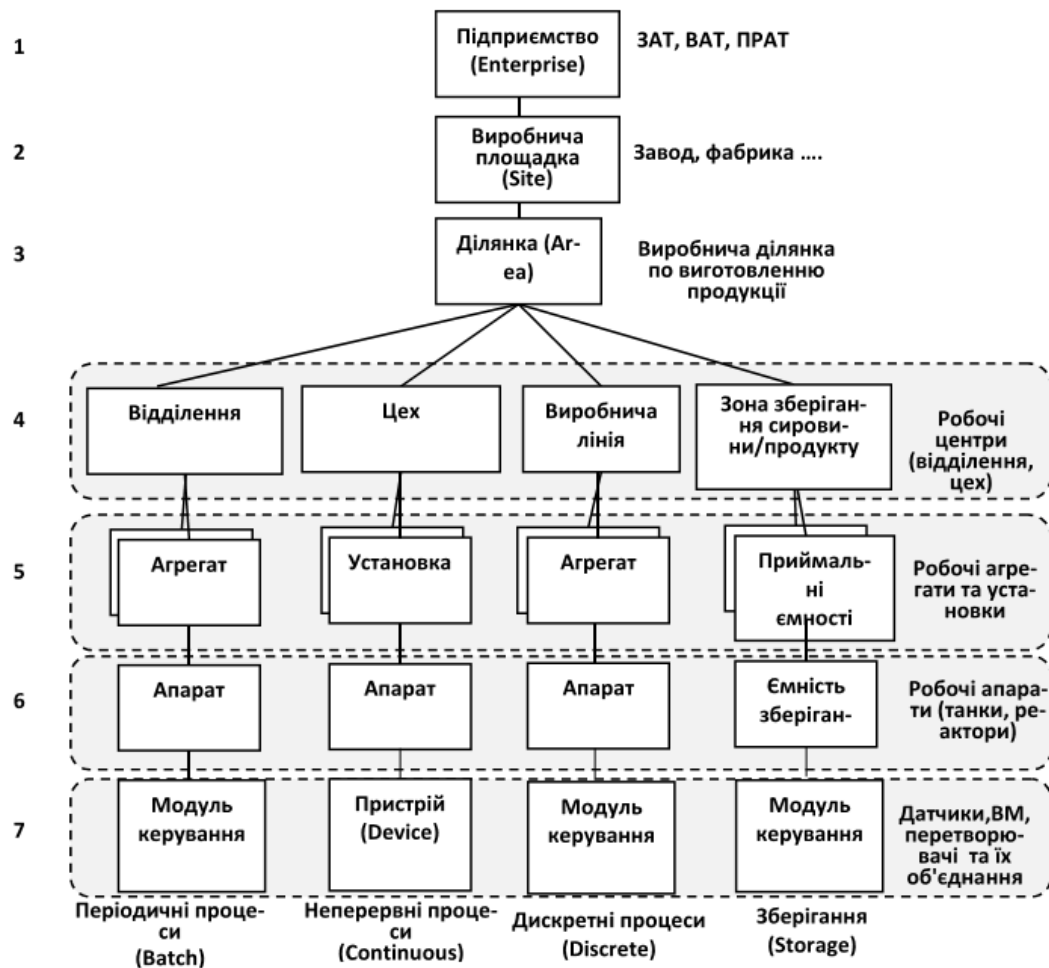 1
Підприємство
(Enterprise)
ЗАТ, ВАТ, ПРАТ
2
Виробнича
площадка
(Site)
Завод, фабрика ....
3
Ділянка (Ar-
ea)
Виробнича ділянка
по виготовленню
продукції
4
Відділення
Цех
Виробнича
лінія
Зона зберіган-
ня сирови-
ни/продукту
Робочі
центри
(відділення,
цех)
5
Агрегат
Установка
Агрегат
Приймаль-
ні
ємності
Робочі агре-
гати та уста-
новки
6
Апарат
Апарат
Апарат
Ємність
зберіган-
Робочі апара-
ти (танки, ре-
актори)
7
Модуль
керування
Пристрій
(Device)
Модуль
керування
Модуль
керування
Датчики,ВМ,
перетворю-
вачі та їх
об'єднання
Періодичні проце-
си
(Batch)
Неперервні проце-
си
(Continuous)
Дискретні процеси
(Discrete)
Зберігання
(Storage)